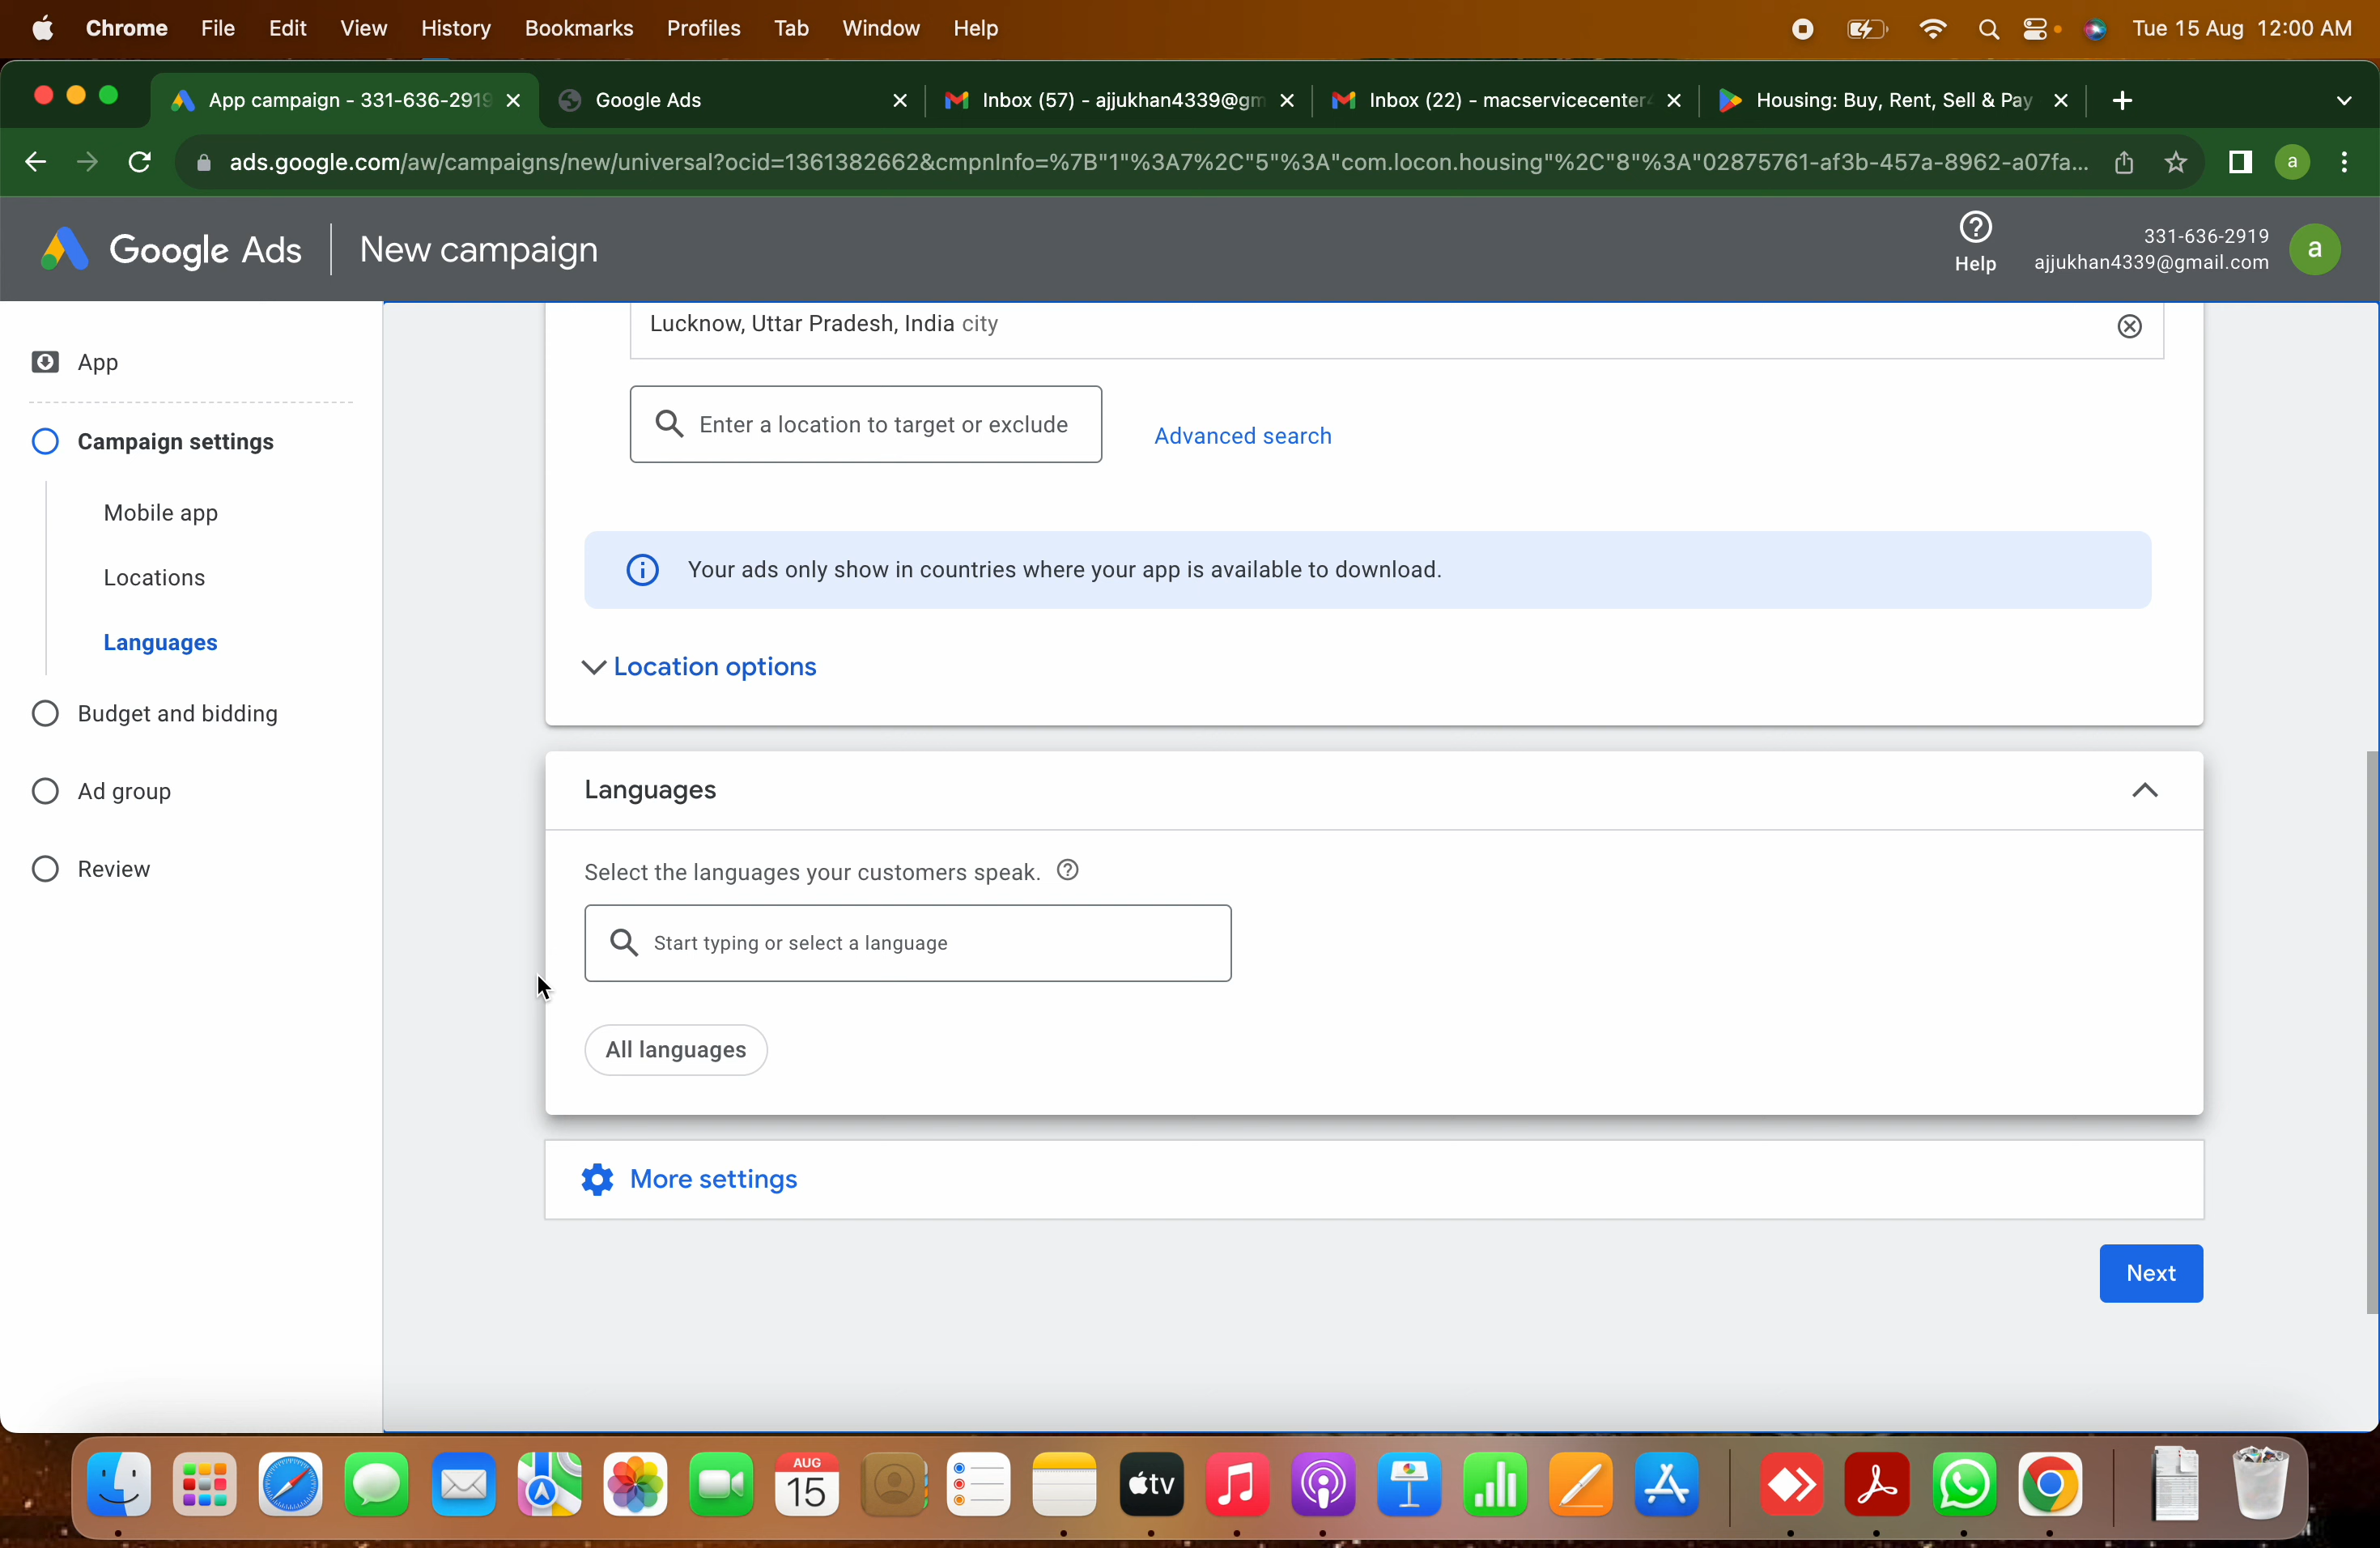 Chrome File Edit View History Bookmarks Profiles Tab Window Help Tue 15 Aug 12:00 AM
App campaign - 331-636-2919 Google Ads Inbox (57) - ajjukhan4339@gm Inbox (22) - macservicecenter Housing: Buy, Rent, Sell & Pay
ads.google.com/aw/campaigns/new/universal?ocid=1361382662&cmpnInfo=%7B"1"%3A7%2C"5"%3A"com.locon.housing"%2C"8"%3A"02875761-af3b-457a-8962-a07fa... a
Google Ads New campaign Help 331-636-2919 a
ajjukhan4339@gmail.com
App
Campaign settings
Mobile app
Locations
Languages
Budget and bidding
Ad group
Review
Lucknow, Uttar Pradesh, India city
Enter a location to target or exclude Advanced search
Your ads only show in countries where your app is available to download.
Location options
Languages
Select the languages your customers speak.
Start typing or select a language
All languages
More settings
Next
AUG
15
tv